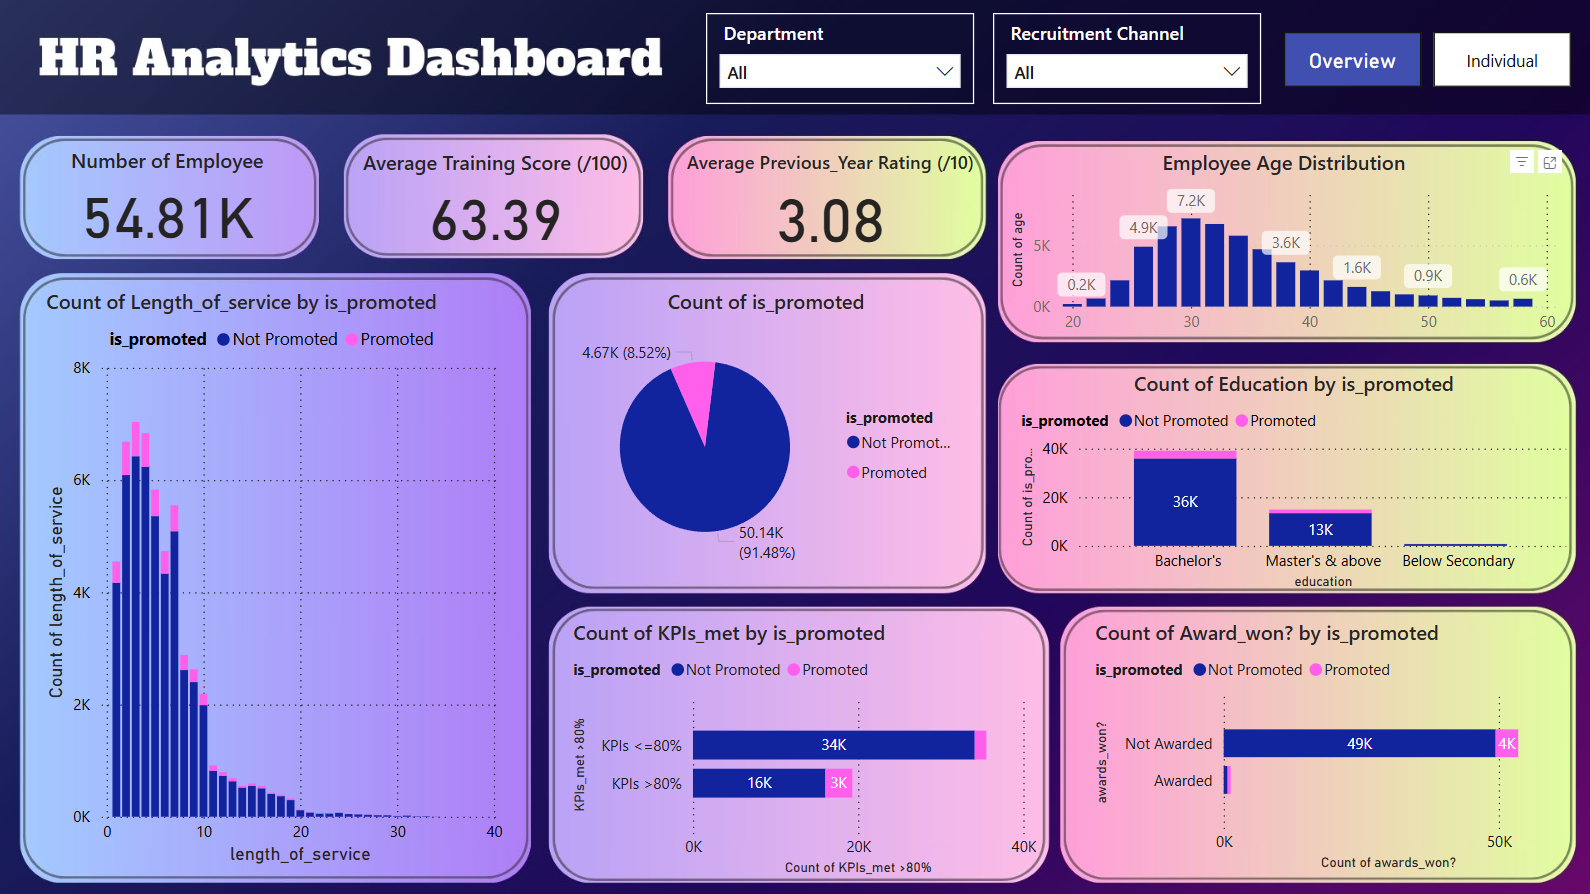 HR Analytics Dashboard
Department
All
Recruitment Channel
All
Overview
Individual
Number of Employee
54.81K
Average Training Score (/100)
63.39
Average Previous_Year Rating (/10)
3.08
Employee Age Distribution
Count of age
5K
0K
0.2K
4.9K
7.2K
3.6K
1.6K
0.9K
0.6K
20 30 40 50 60
Count of Length_of_service by is_promoted
is_promoted Not Promoted Promoted
Count of length_of_service
8K
6K
4K
2K
0K
0 10 20 30 40
length_of_service
Count of is_promoted
4.67K (8.52%)
50.14K
(91.48%)
is_promoted
Not Promot...
Promoted
Count of Education by is_promoted
is_promoted Not Promoted Promoted
Count of is_pro...
40K
20K
0K
36K
13K
Bachelor's Master's & above Below Secondary
education
Count of KPIs_met by is_promoted
is_promoted Not Promoted Promoted
KPIs_met >80%
KPIs <=80% 34K
KPIs >80% 16K 3K
0K 20K 40K
Count of KPIs_met >80%
Count of Award_won? by is_promoted
is_promoted Not Promoted Promoted
awards_won?
Not Awarded 49K 4K
Awarded
0K 50K
Count of awards_won?